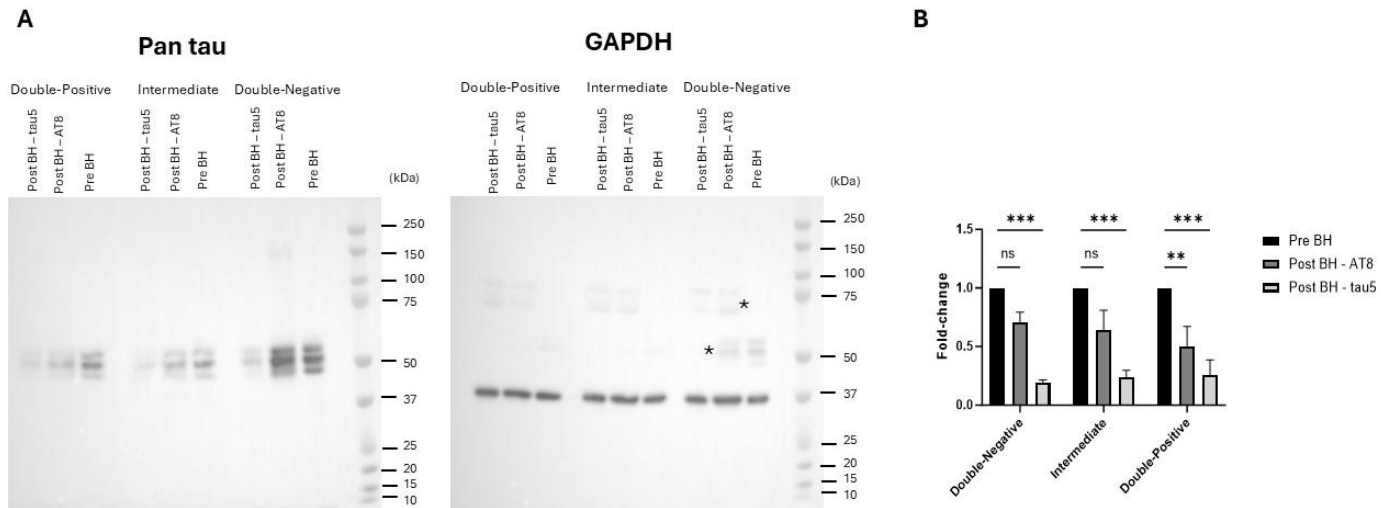 A
B
Pan tau
GAPDH
Double-Positive Intermediate Double-Negative
Post BH – tau5
Post BH – AT8
Pre BH
Post BH – tau5
Post BH – AT8
Pre BH
Post BH – tau5
Post BH – AT8
Pre BH
(kDa)
250
150
100
75
50
37
25
20
15
10
Double-Positive Intermediate Double-Negative
Post BH – tau5
Post BH – AT8
Pre BH
Post BH – tau5
Post BH – AT8
Pre BH
Post BH – tau5
Post BH – AT8
Pre BH
(kDa)
250
150
100
75
50
37
25
20
15
10
*
*
Fold-change
1.5
1.0
0.5
0.0
*** *** ***
ns ns **
Double-Negative
Intermediate
Double-Positive
Pre BH
Post BH - AT8
Post BH - tau5